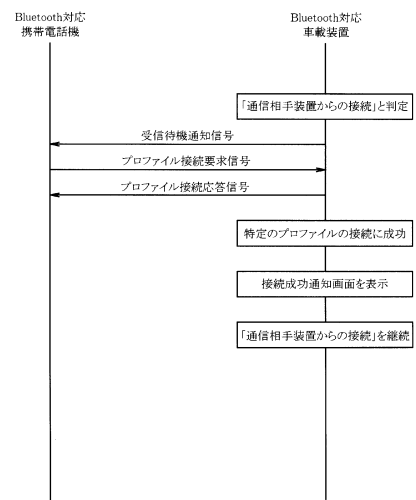 Bluetooth対応
携帯電話機
Bluetooth対応
車載装置
「通信相手装置からの接続」と判定
受信待機通知信号
プロファイル接続要求信号
プロファイル接続応答信号
特定のプロファイルの接続に成功
接続成功通知画面を表示
「通信相手装置からの接続」を継続